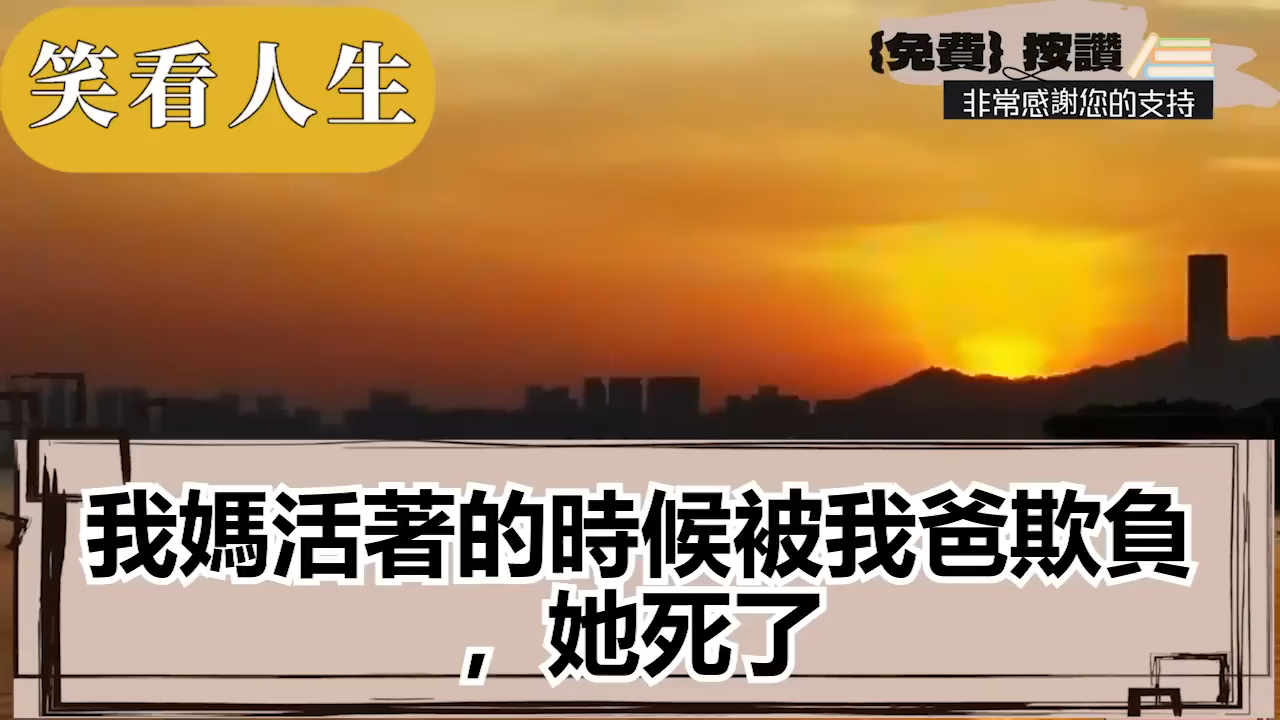 笑看人生
{免費} 按讚
非常感謝您的支持
我媽活著的時候被我爸欺負
，她死了